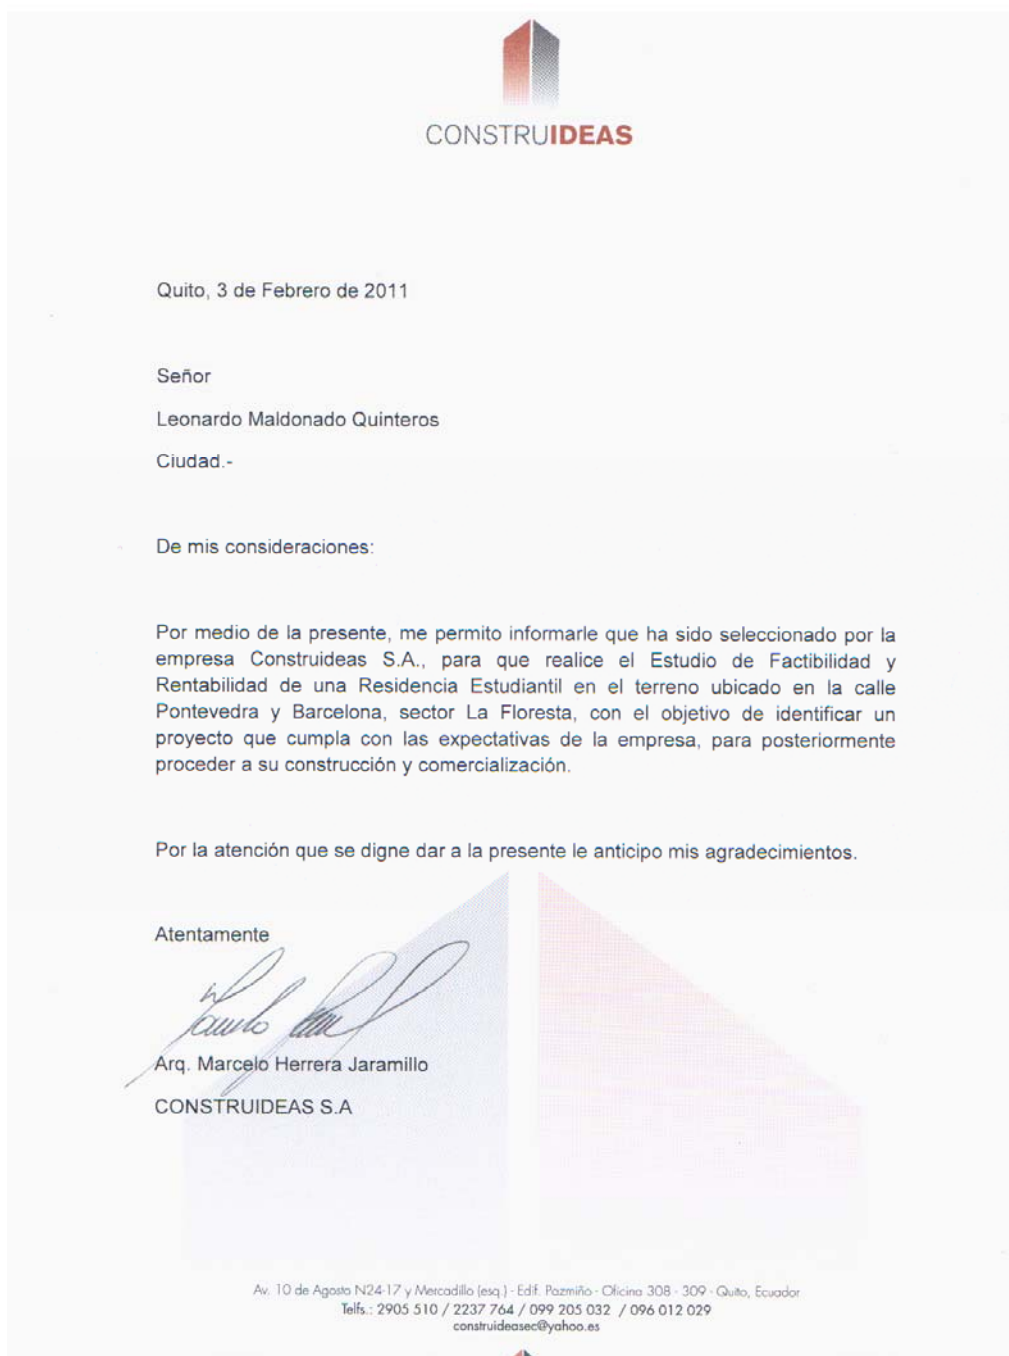 CONSTRUIDEAS
Quito, 3 de Febrero de 2011
Señor
Leonardo Maldonado Quinteros
Ciudad.-
De mis consideraciones:
Por medio de la presente, me permito informarle que ha sido seleccionado por la
empresa Construideas S.A., para que realice el Estudio de Factibilidad y
Rentabilidad de una Residencia Estudiantil en el terreno ubicado en la calle
Pontevedra y Barcelona, sector La Floresta, con el objetivo de identificar un
proyecto que cumpla con las expectativas de la empresa, para posteriormente
proceder a su construcción y comercialización.
Por la atención que se digne dar a la presente le anticipo mis agradecimientos.
Atentamente
Arq. Marcelo Herrera Jaramillo
CONSTRUIDEAS S.A
Av. 10 de Agosto N24-17 y Mercadillo (esq.) - Edif. Pazmiño - Oficina 308 - 309 - Quito, Ecuador
Telfs.: 2905 510 / 2237 764 / 099 205 032 / 096 012 029
construideasec@yahoo.es